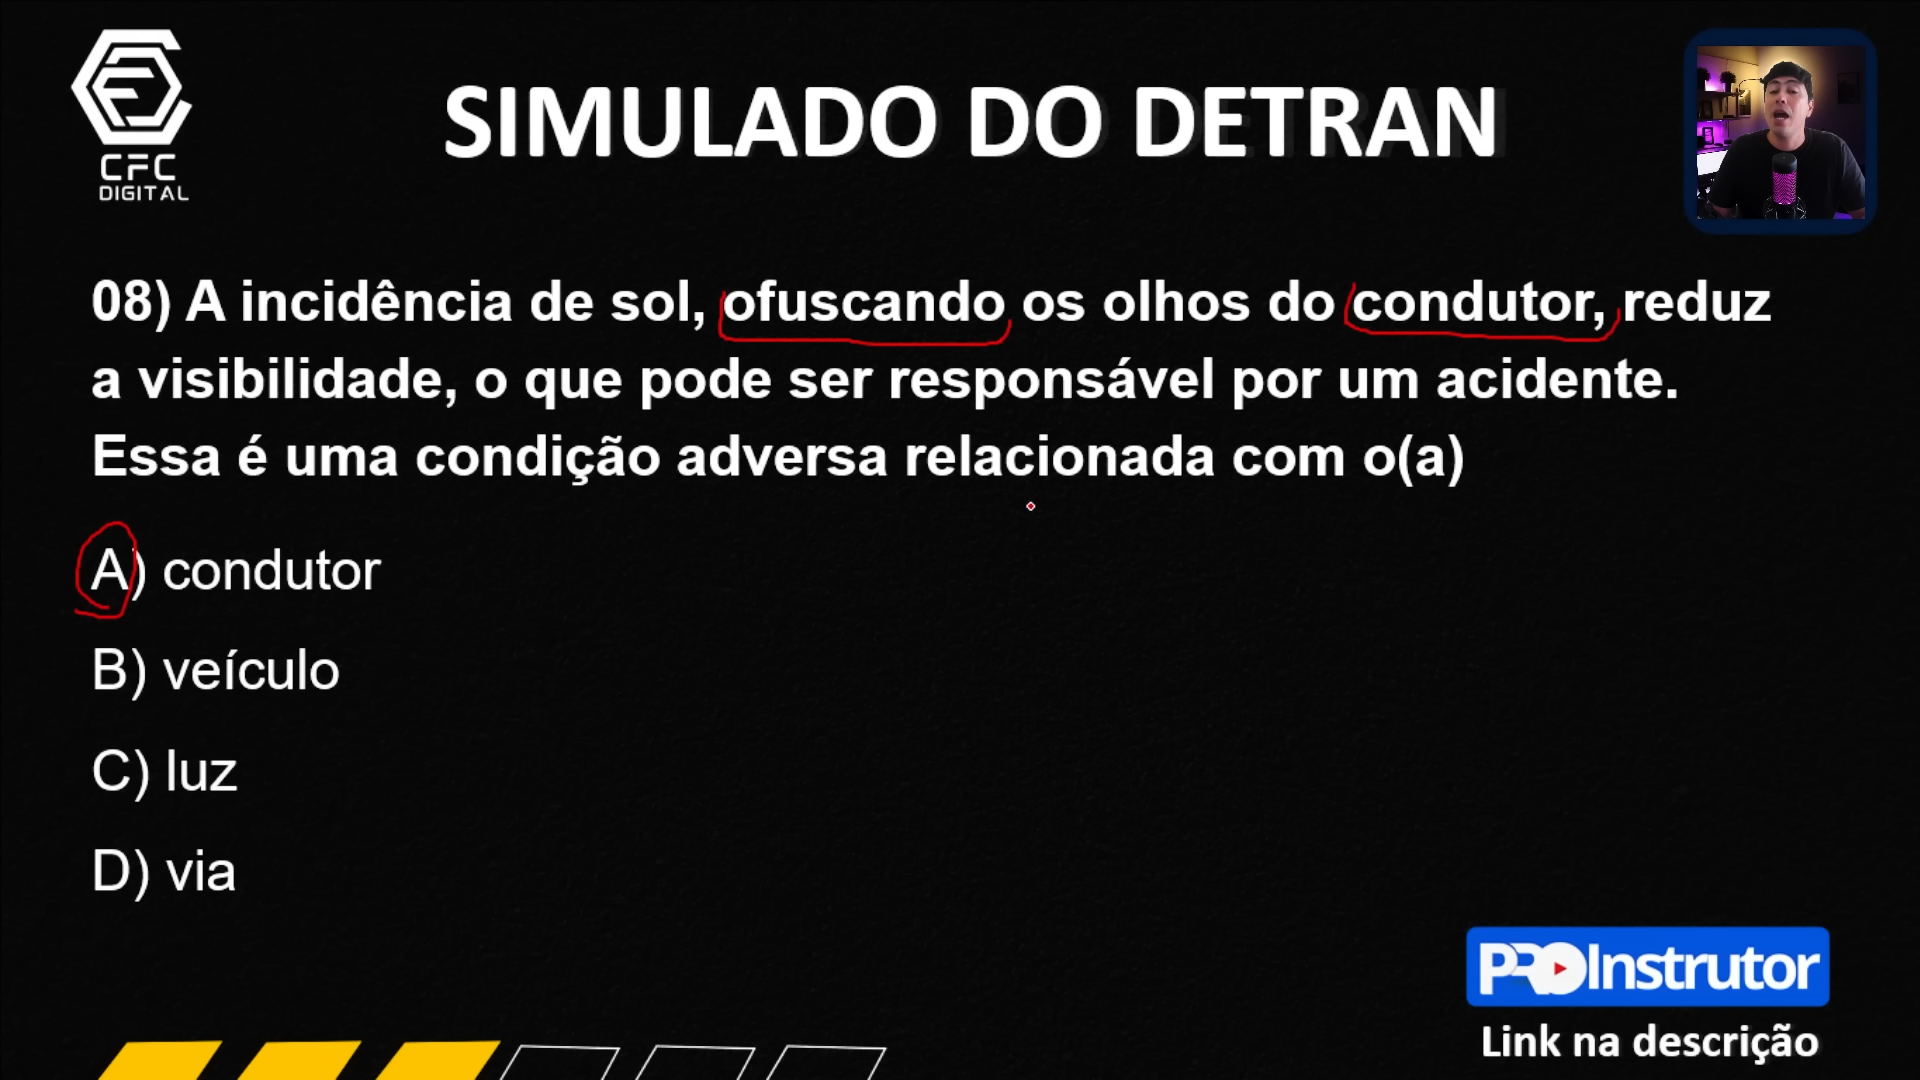 CFC
DIGITAL
SIMULADO DO DETRAN
08) A incidência de sol, ofuscando os olhos do condutor, reduz
a visibilidade, o que pode ser responsável por um acidente.
Essa é uma condição adversa relacionada com o(a)
A) condutor
B) veículo
C) luz
D) via
PROInstrutor
Link na descrição